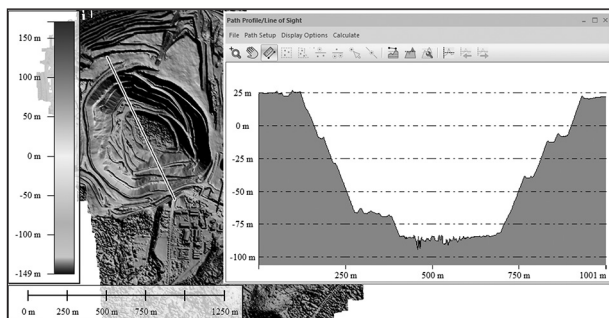 170 m
100 m
50 m
0 m
-50 m
-100 m
-149 m
0 m 250 m 500 m 750 m 1250 m
Path Profile/Line of Sight
File Path Setup Display Options Calculate
25 m
0 m
-25 m
-50 m
-75 m
-100 m
250 m 500 m 750 m 1001 m